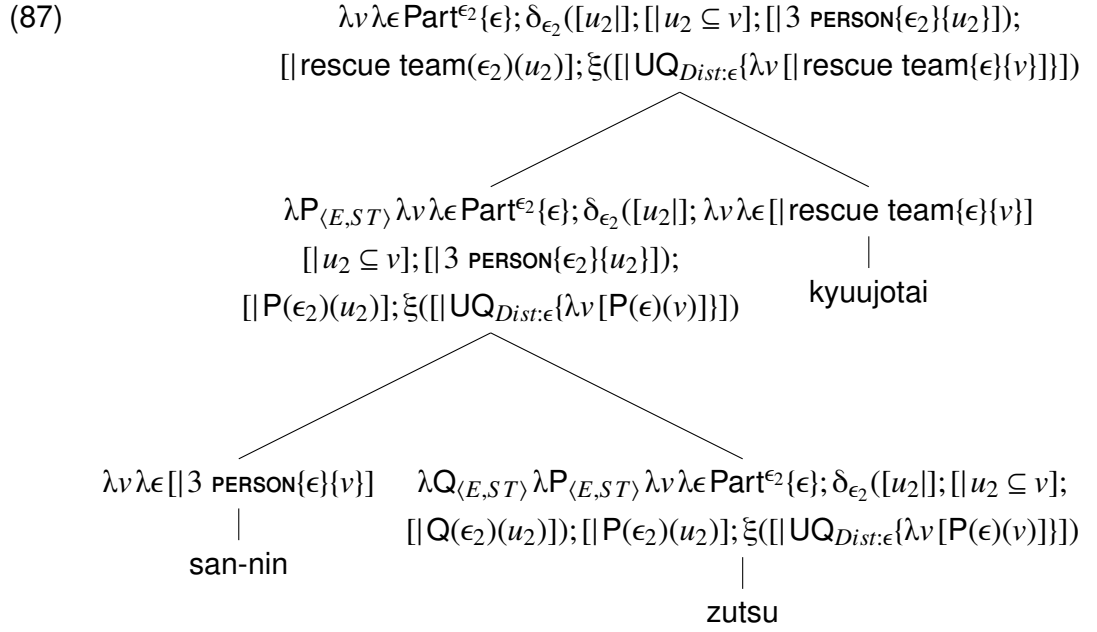 (87) λvλϵPart^ϵ₂{ϵ};δ_ϵ₂([u₂|];[|u₂ ⊆ v];[|3 PERSON{ϵ₂}{u₂}]);
[|rescue team(ϵ₂)(u₂)];ξ([|UQ_Dist:ϵ{λv[|rescue team{ϵ}{v}]}])
λP⟨E,ST⟩λvλϵPart^ϵ₂{ϵ};δ_ϵ₂([u₂|]; λvλϵ[|rescue team{ϵ}{v}]
[|u₂ ⊆ v];[|3 PERSON{ϵ₂}{u₂}]);
[|P(ϵ₂)(u₂)];ξ([|UQ_Dist:ϵ{λv[P(ϵ)(v)]}])
kyuujotai
λvλϵ[|3 PERSON{ϵ}{v}] λQ⟨E,ST⟩λP⟨E,ST⟩λvλϵPart^ϵ₂{ϵ};δ_ϵ₂([u₂|];[|u₂ ⊆ v];
[|Q(ϵ₂)(u₂)]);[|P(ϵ₂)(u₂)];ξ([|UQ_Dist:ϵ{λv[P(ϵ)(v)]}])
san-nin
zutsu